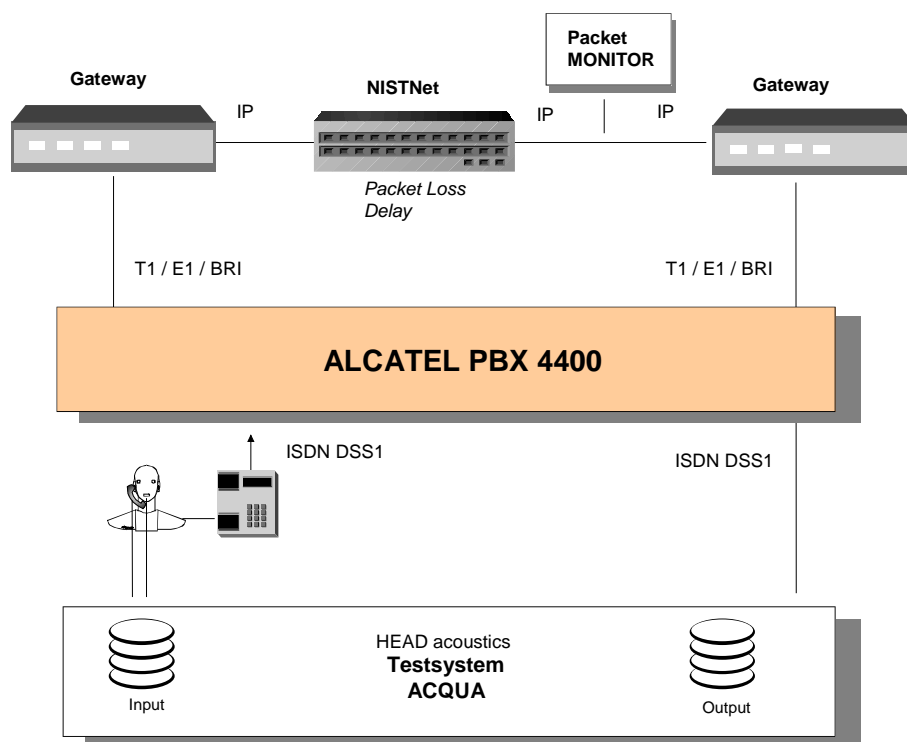 Packet
MONITOR
Gateway
NISTNet
Gateway
IP
IP
IP
Packet Loss
Delay
T1 / E1 / BRI
T1 / E1 / BRI
ALCATEL PBX 4400
ISDN DSS1
ISDN DSS1
HEAD acoustics
Testsystem
ACQUA
Input
Output